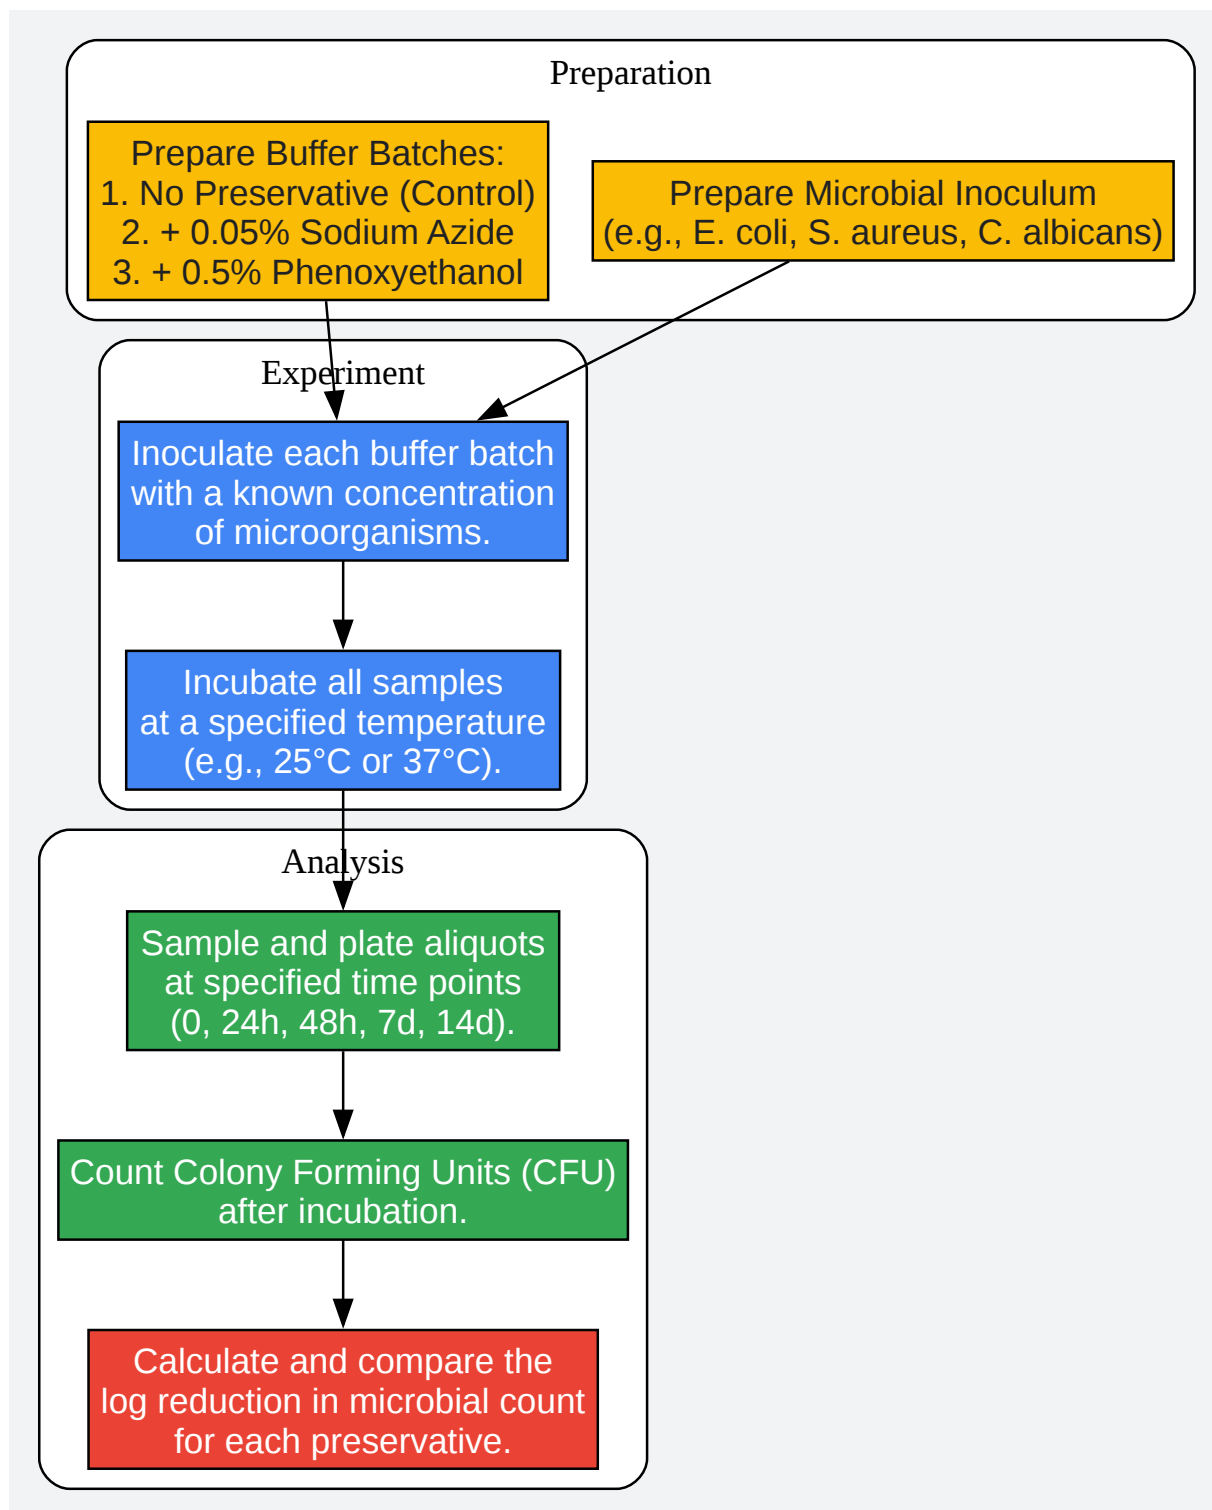 Preparation
Prepare Buffer Batches:
1. No Preservative (Control)
2. + 0.05% Sodium Azide
3. + 0.5% Phenoxyethanol
Prepare Microbial Inoculum
(e.g., E. coli, S. aureus, C. albicans)
Experiment
Inoculate each buffer batch
with a known concentration
of microorganisms.
Incubate all samples
at a specified temperature
(e.g., 25°C or 37°C).
Analysis
Sample and plate aliquots
at specified time points
(0, 24h, 48h, 7d, 14d).
Count Colony Forming Units (CFU)
after incubation.
Calculate and compare the
log reduction in microbial count
for each preservative.